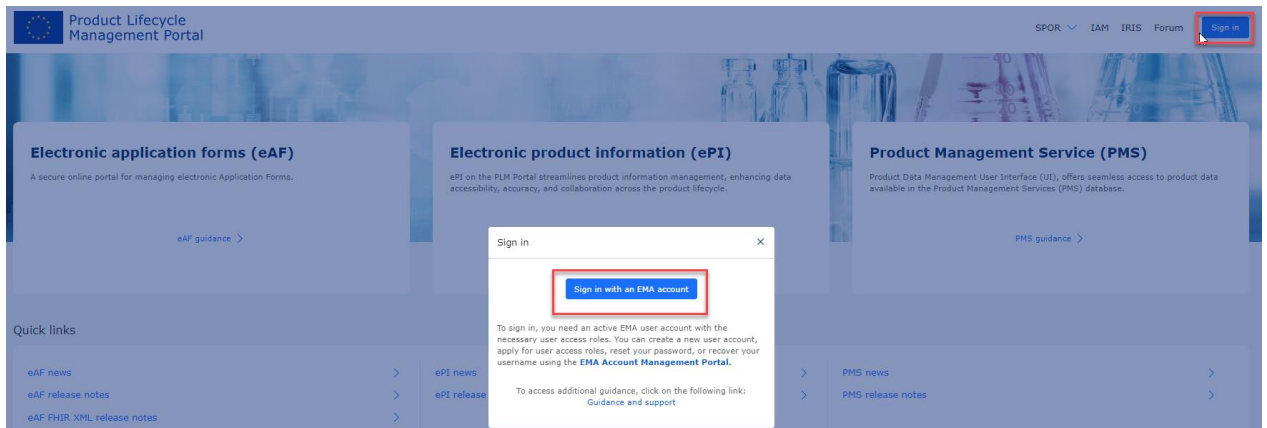 Product Lifecycle
Management Portal
SPOR IAM IRIS Forum Sign in
Electronic application forms (eAF)
A secure online portal for managing electronic Application Forms.
eAF guidance
Electronic product information (ePI)
ePI on the PLM Portal streamlines product information management, enhancing data
accessibility, accuracy, and collaboration across the product lifecycle.
Product Management Service (PMS)
Product Data Management User Interface (UI), offers seamless access to product data
available in the Product Management Services (PMS) database.
PMS guidance
Sign in
Sign in with an EMA account
To sign in, you need an active EMA user account with the
necessary user access roles. You can create a new user account,
apply for user access roles, reset your password, or recover your
username using the EMA Account Management Portal.
To access additional guidance, click on the following link:
Guidance and support
Quick links
eAF news
eAF release notes
eAF FHIR XML release notes
ePI news
ePI release
PMS news
PMS release notes